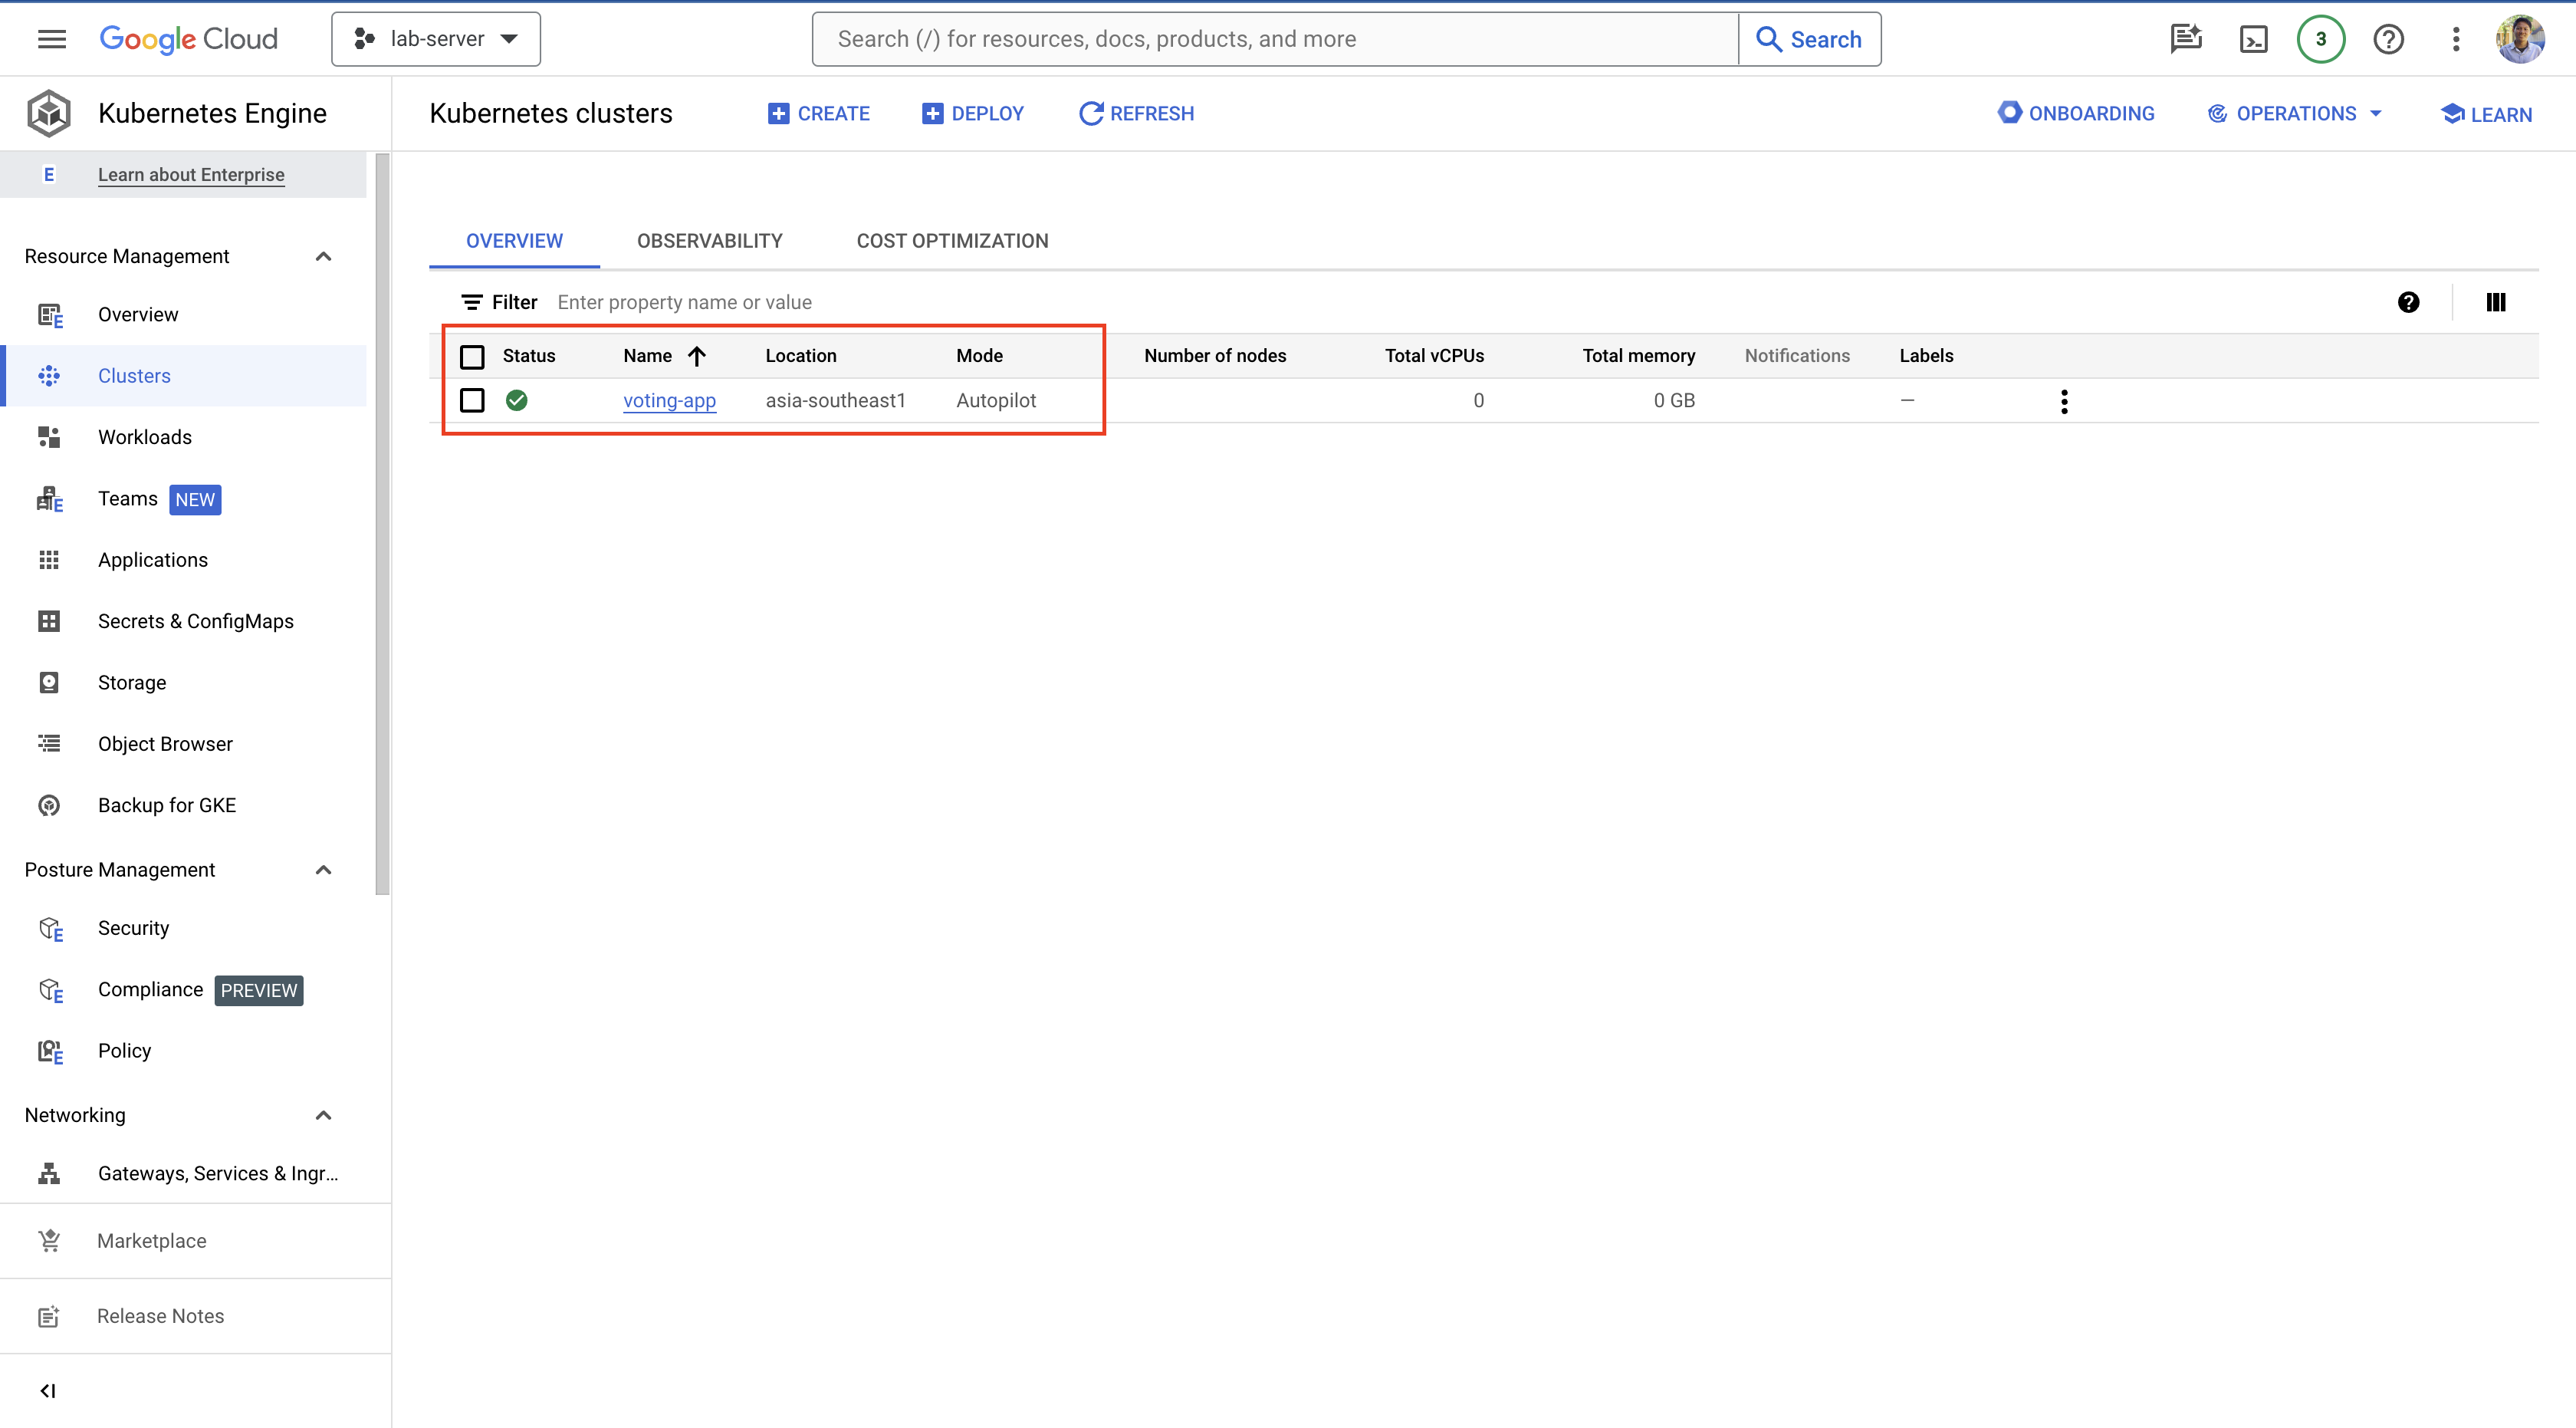 Google Cloud
lab-server
Search (/) for resources, docs, products, and more
Search
3
Kubernetes Engine
Kubernetes clusters
CREATE
DEPLOY
REFRESH
ONBOARDING
OPERATIONS
LEARN
E Learn about Enterprise
Resource Management
Overview
Clusters
Workloads
Teams NEW
Applications
Secrets & ConfigMaps
Storage
Object Browser
Backup for GKE
Posture Management
Security
Compliance PREVIEW
Policy
Networking
Gateways, Services & Ingr...
Marketplace
Release Notes
OVERVIEW
OBSERVABILITY
COST OPTIMIZATION
Filter Enter property name or value
Status Name Location Mode Number of nodes Total vCPUs Total memory Notifications Labels
voting-app asia-southeast1 Autopilot 0 0 GB —